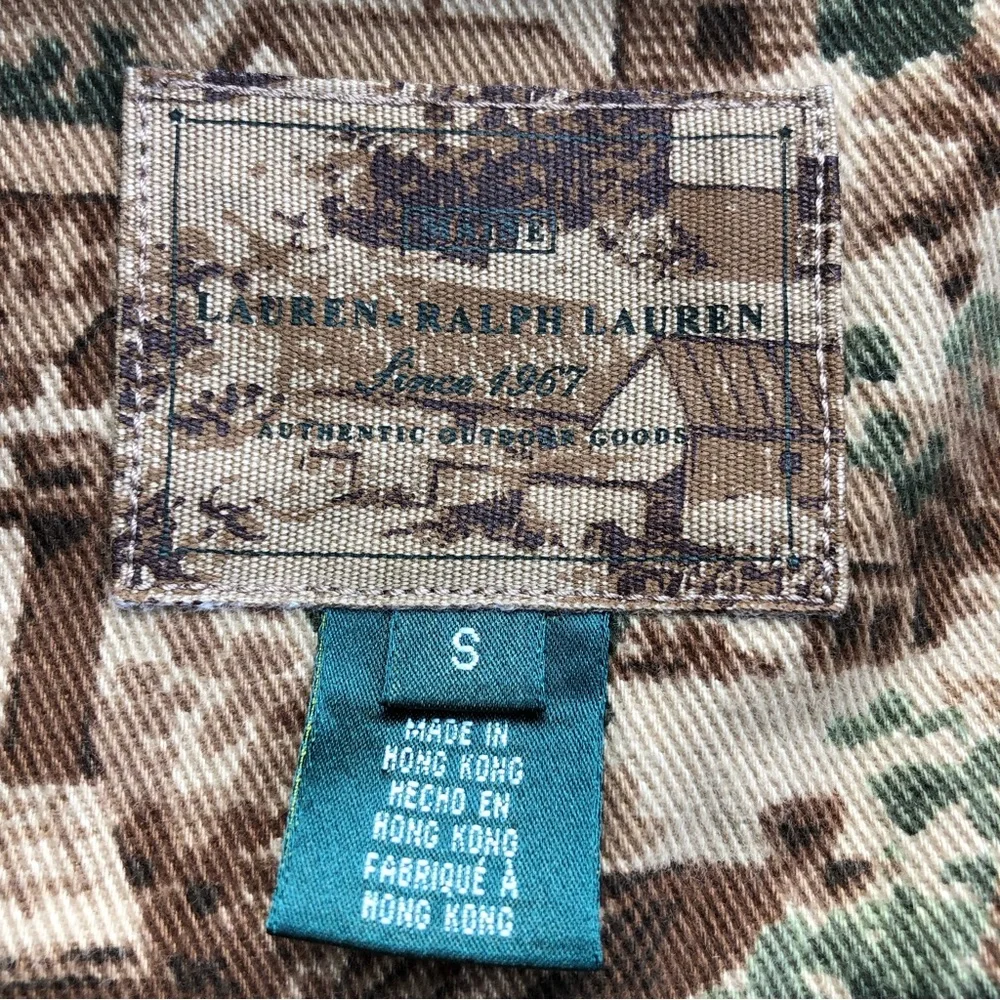 LAUREN★RALPH LAUREN
Since 1967
AUTHENTIC OUTDOOR GOODS
S
MADE IN
HONG KONG
HECHO EN
HONG KONG
FABRIQUÉ À
HONG KONG